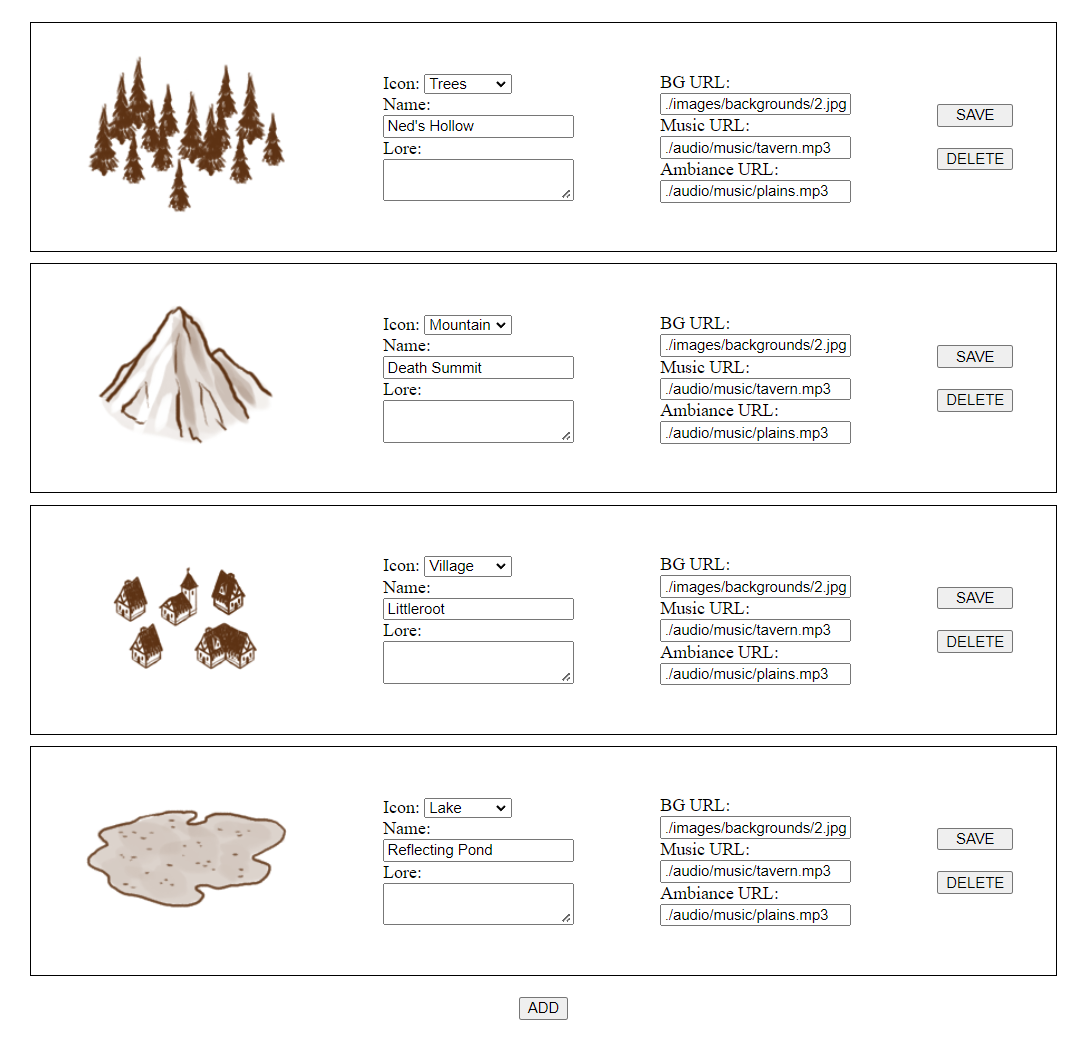 Icon: Trees
Name:
Ned's Hollow
Lore:
BG URL:
./images/backgrounds/2.jpg
Music URL:
./audio/music/tavern.mp3
Ambiance URL:
./audio/music/plains.mp3
SAVE
DELETE
Icon: Mountain
Name:
Death Summit
Lore:
BG URL:
./images/backgrounds/2.jpg
Music URL:
./audio/music/tavern.mp3
Ambiance URL:
./audio/music/plains.mp3
SAVE
DELETE
Icon: Village
Name:
Littleroot
Lore:
BG URL:
./images/backgrounds/2.jpg
Music URL:
./audio/music/tavern.mp3
Ambiance URL:
./audio/music/plains.mp3
SAVE
DELETE
Icon: Lake
Name:
Reflecting Pond
Lore:
BG URL:
./images/backgrounds/2.jpg
Music URL:
./audio/music/tavern.mp3
Ambiance URL:
./audio/music/plains.mp3
SAVE
DELETE
ADD